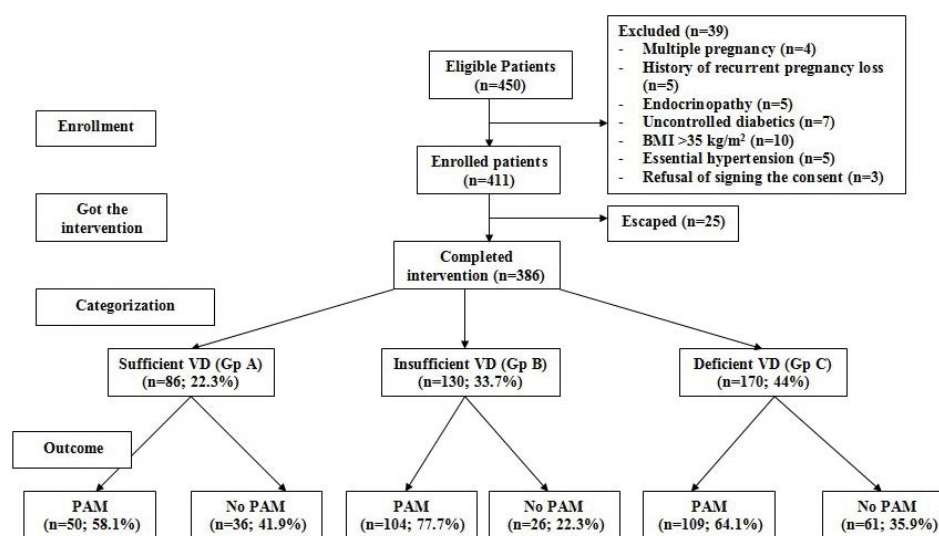 Excluded (n=39)
- Multiple pregnancy (n=4)
- History of recurrent pregnancy loss
(n=5)
- Endocrinopathy (n=5)
- Uncontrolled diabetics (n=7)
- BMI >35 kg/m² (n=10)
- Essential hypertension (n=5)
- Refusal of signing the consent (n=3)
Eligible Patients
(n=450)
Enrollment
Enrolled patients
(n=411)
Got the
intervention
Escaped (n=25)
Completed
intervention (n=386)
Categorization
Sufficient VD (Gp A)
(n=86; 22.3%)
Insufficient VD (Gp B)
(n=130; 33.7%)
Deficient VD (Gp C)
(n=170; 44%)
Outcome
PAM
(n=50; 58.1%)
No PAM
(n=36; 41.9%)
PAM
(n=104; 77.7%)
No PAM
(n=26; 22.3%)
PAM
(n=109; 64.1%)
No PAM
(n=61; 35.9%)